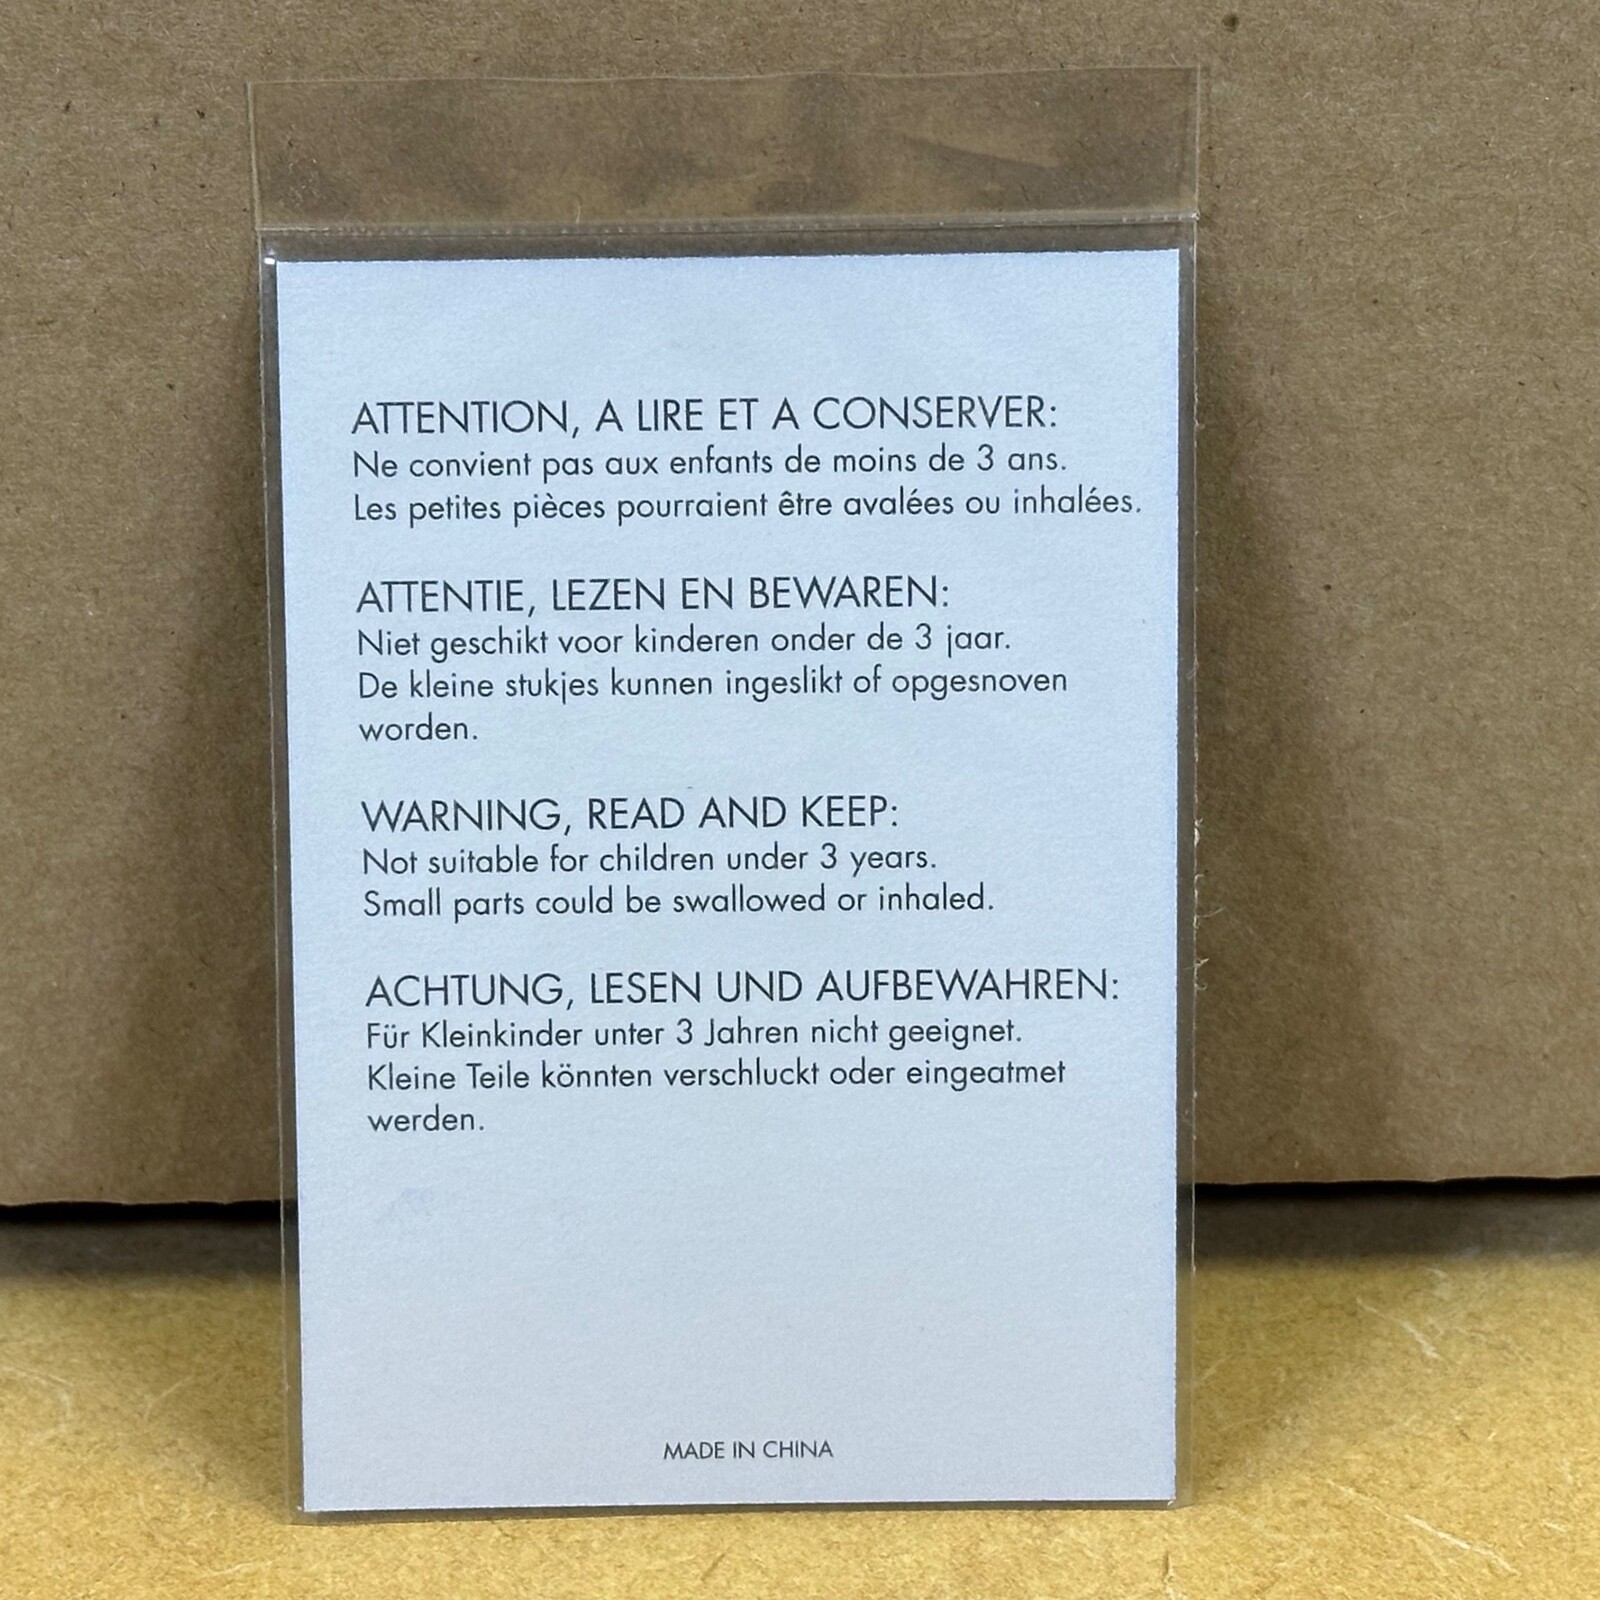 ATTENTION, A LIRE ET A CONSERVER:
Ne convient pas aux enfants de moins de 3 ans.
Les petites pièces pourraient être avalées ou inhalées.
ATTENTIE, LEZEN EN BEWAREN:
Niet geschikt voor kinderen onder de 3 jaar.
De kleine stukjes kunnen ingeslikt of opgesnoven
worden.
WARNING, READ AND KEEP:
Not suitable for children under 3 years.
Small parts could be swallowed or inhaled.
ACHTUNG, LESEN UND AUFBEWAHREN:
Für Kleinkinder unter 3 Jahren nicht geeignet.
Kleine Teile könnten verschluckt oder eingeatmet
werden.
MADE IN CHINA